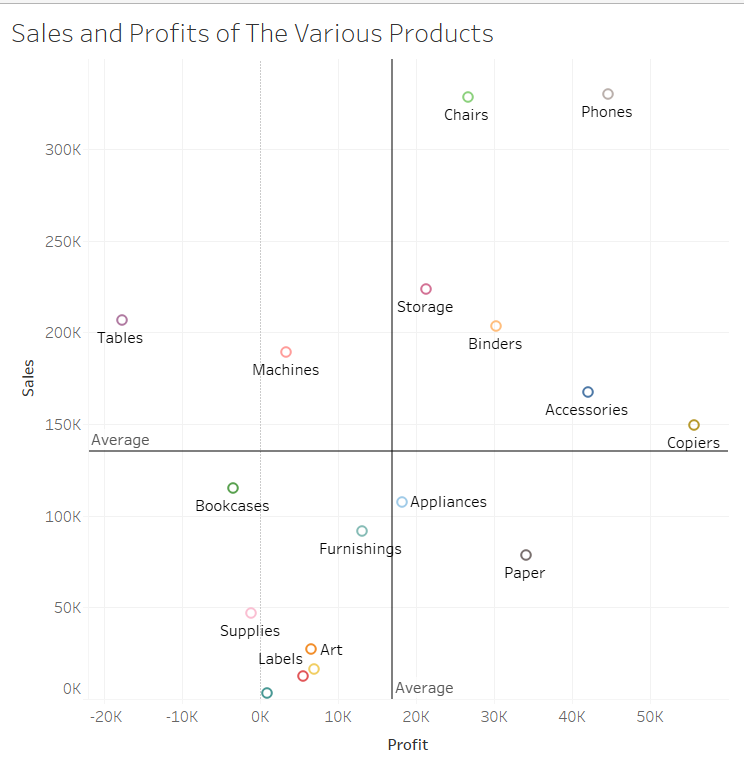 Sales and Profits of The Various Products
Chairs
Phones
300K
250K
Storage
200K
Tables
Binders
Machines
Sales
Accessories
150K
Average
Copiers
Bookcases
Appliances
100K
Furnishings
Paper
50K
Supplies
Art
Labels
0K
Average
-20K -10K 0K 10K 20K 30K 40K 50K
Profit